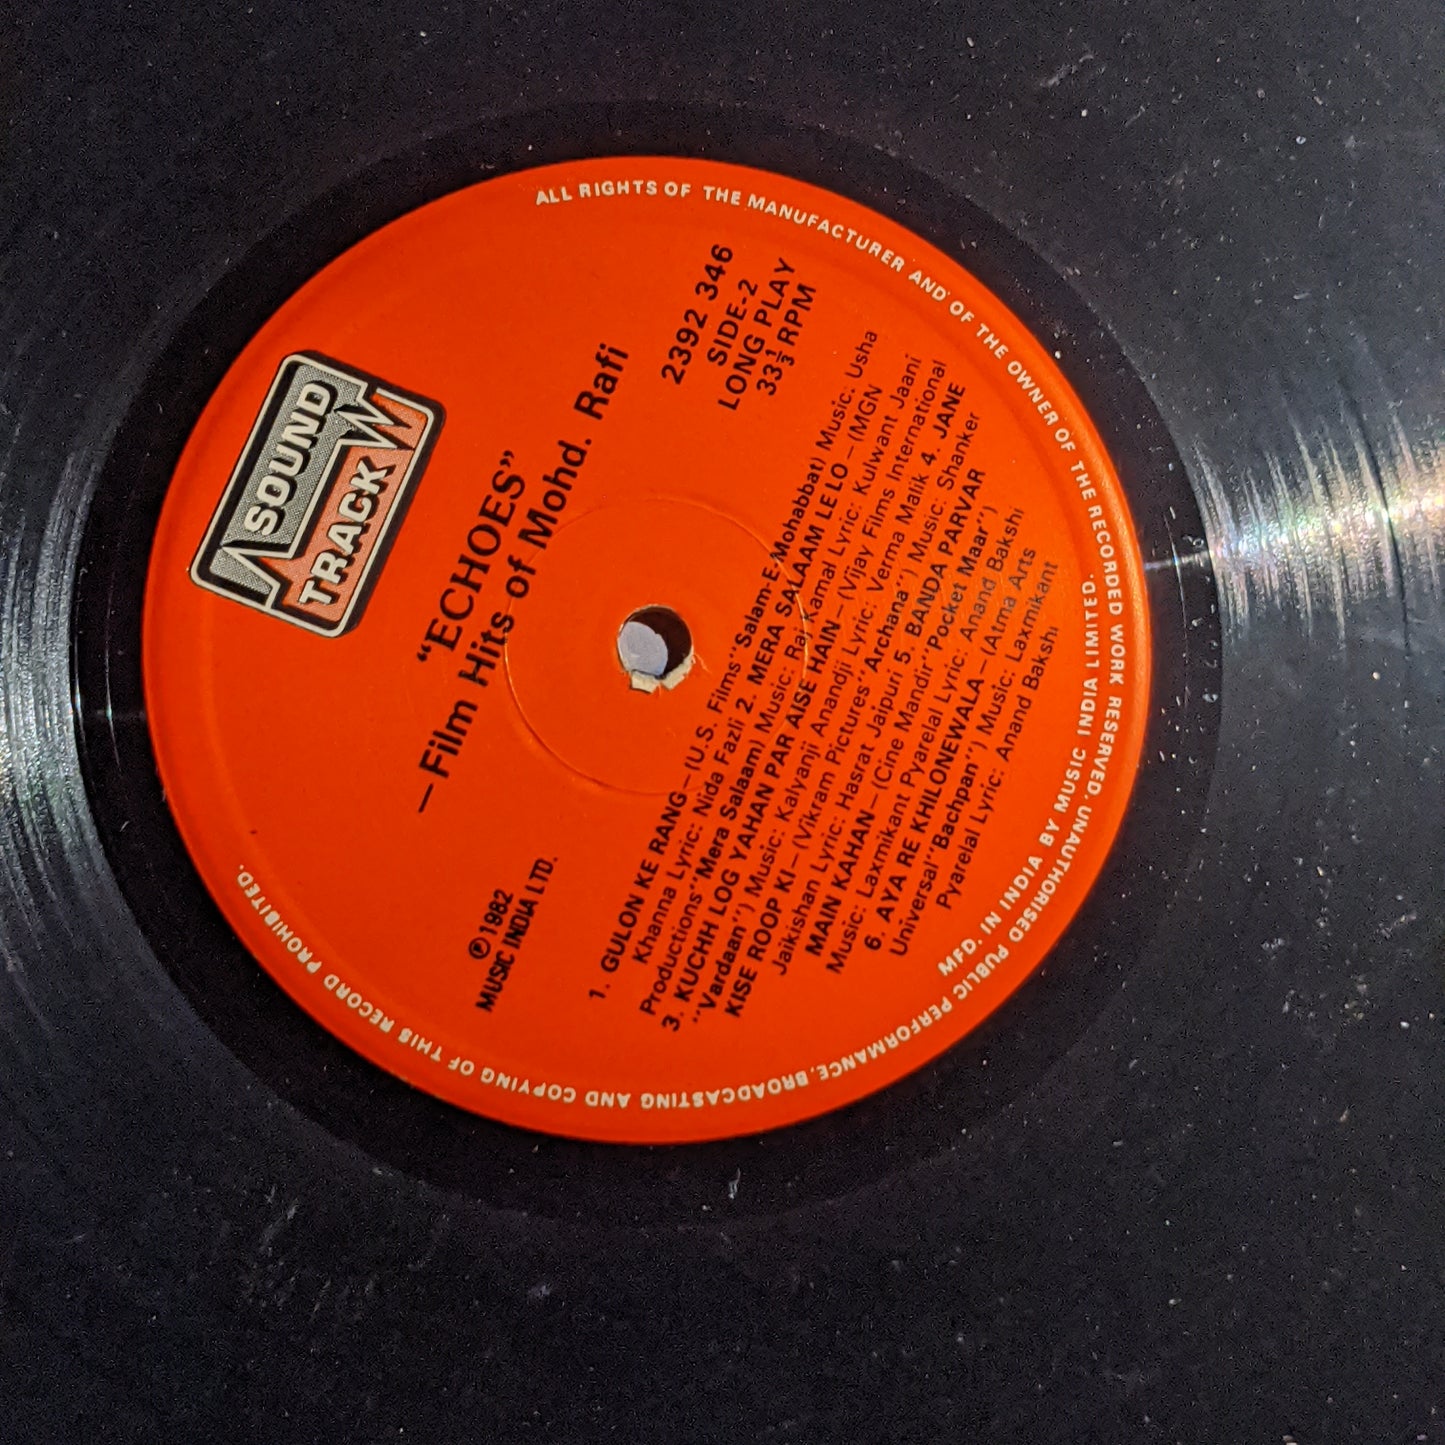 SOUND
TRACK
"ECHOES"
—Film Hits of Mohd. Rafi
2392 346
SIDE-2
LONG PLAY
33⅓ RPM
℗1982
MUSIC INDIA LTD.
1. GULON KE RANG—(U.S. Films"Salam-E-Mohabbat) Music: Usha
Khanna Lyric: Nida Fazli 2. MERA SALAAM LE LO—(MGN
Productions"Mera Salaam) Music: Raj Kamal Lyric: Kulwant Jaani
3. KUCHH LOG YAHAN PAR AISE HAIN—(Vijay Films International
"Vardaan") Music: Kalyanji Anandji Lyric: Verma Malik 4. JANE
KISE ROOP KI—(Vikram Pictures"Archana") Music: Shanker
Jaikishan Lyric: Hasrat Jaipuri 5. BANDA PARVAR
MAIN KAHAN—(Cine Mandir"Pocket Maar")
Music: Laxmikant Pyarelal Lyric: Anand Bakshi
6. AYA RE KHILONEWALA—(Atma Arts
Universal"Bachpan") Music: Laxmikant
Pyarelal Lyric: Anand Bakshi
MFD. IN INDIA BY MUSIC INDIA LIMITED.
ALL RIGHTS OF THE MANUFACTURER AND OF THE OWNER OF THE RECORDED WORK RESERVED. UNAUTHORISED PUBLIC PERFORMANCE, BROADCASTING AND COPYING OF THIS RECORD PROHIBITED.